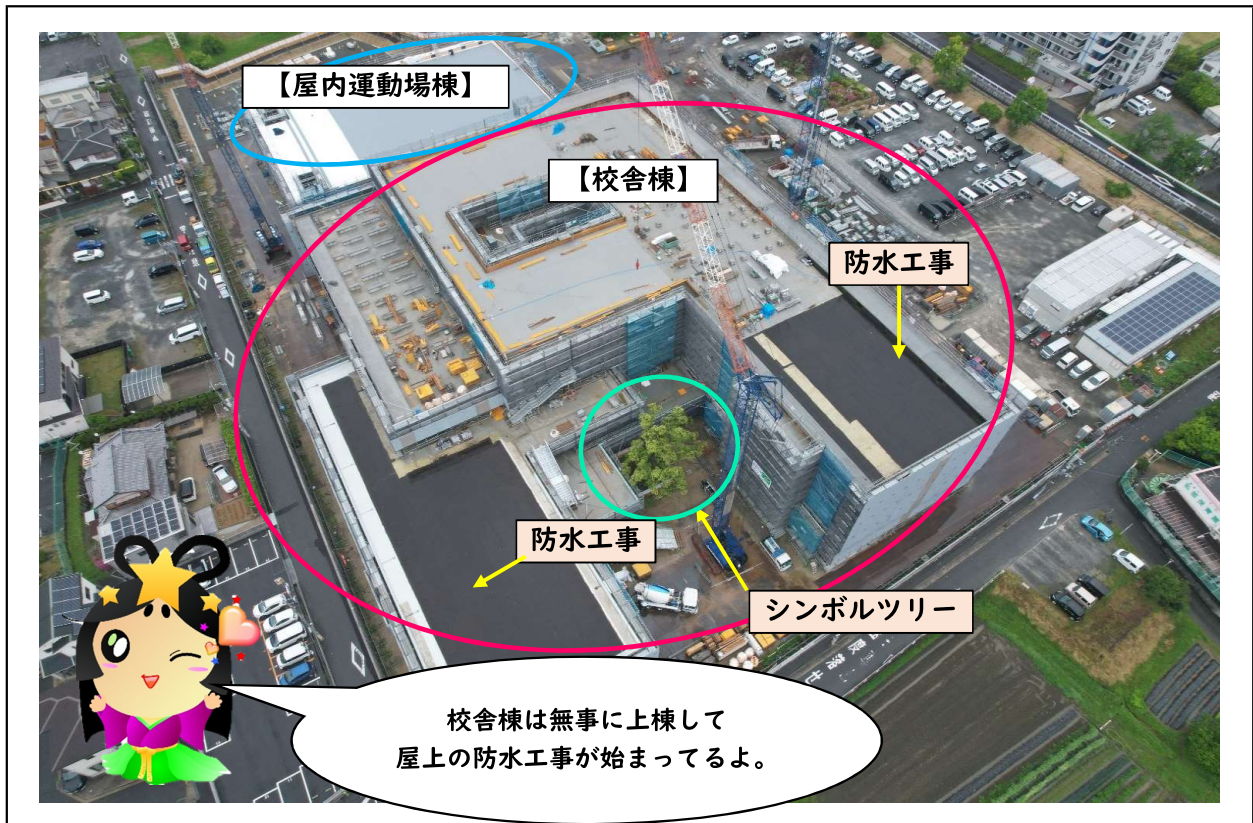 【屋内運動場棟】
【校舎棟】
防水工事
防水工事
シンボルツリー
校舎棟は無事に上棟して
屋上の防水工事が始まってるよ。